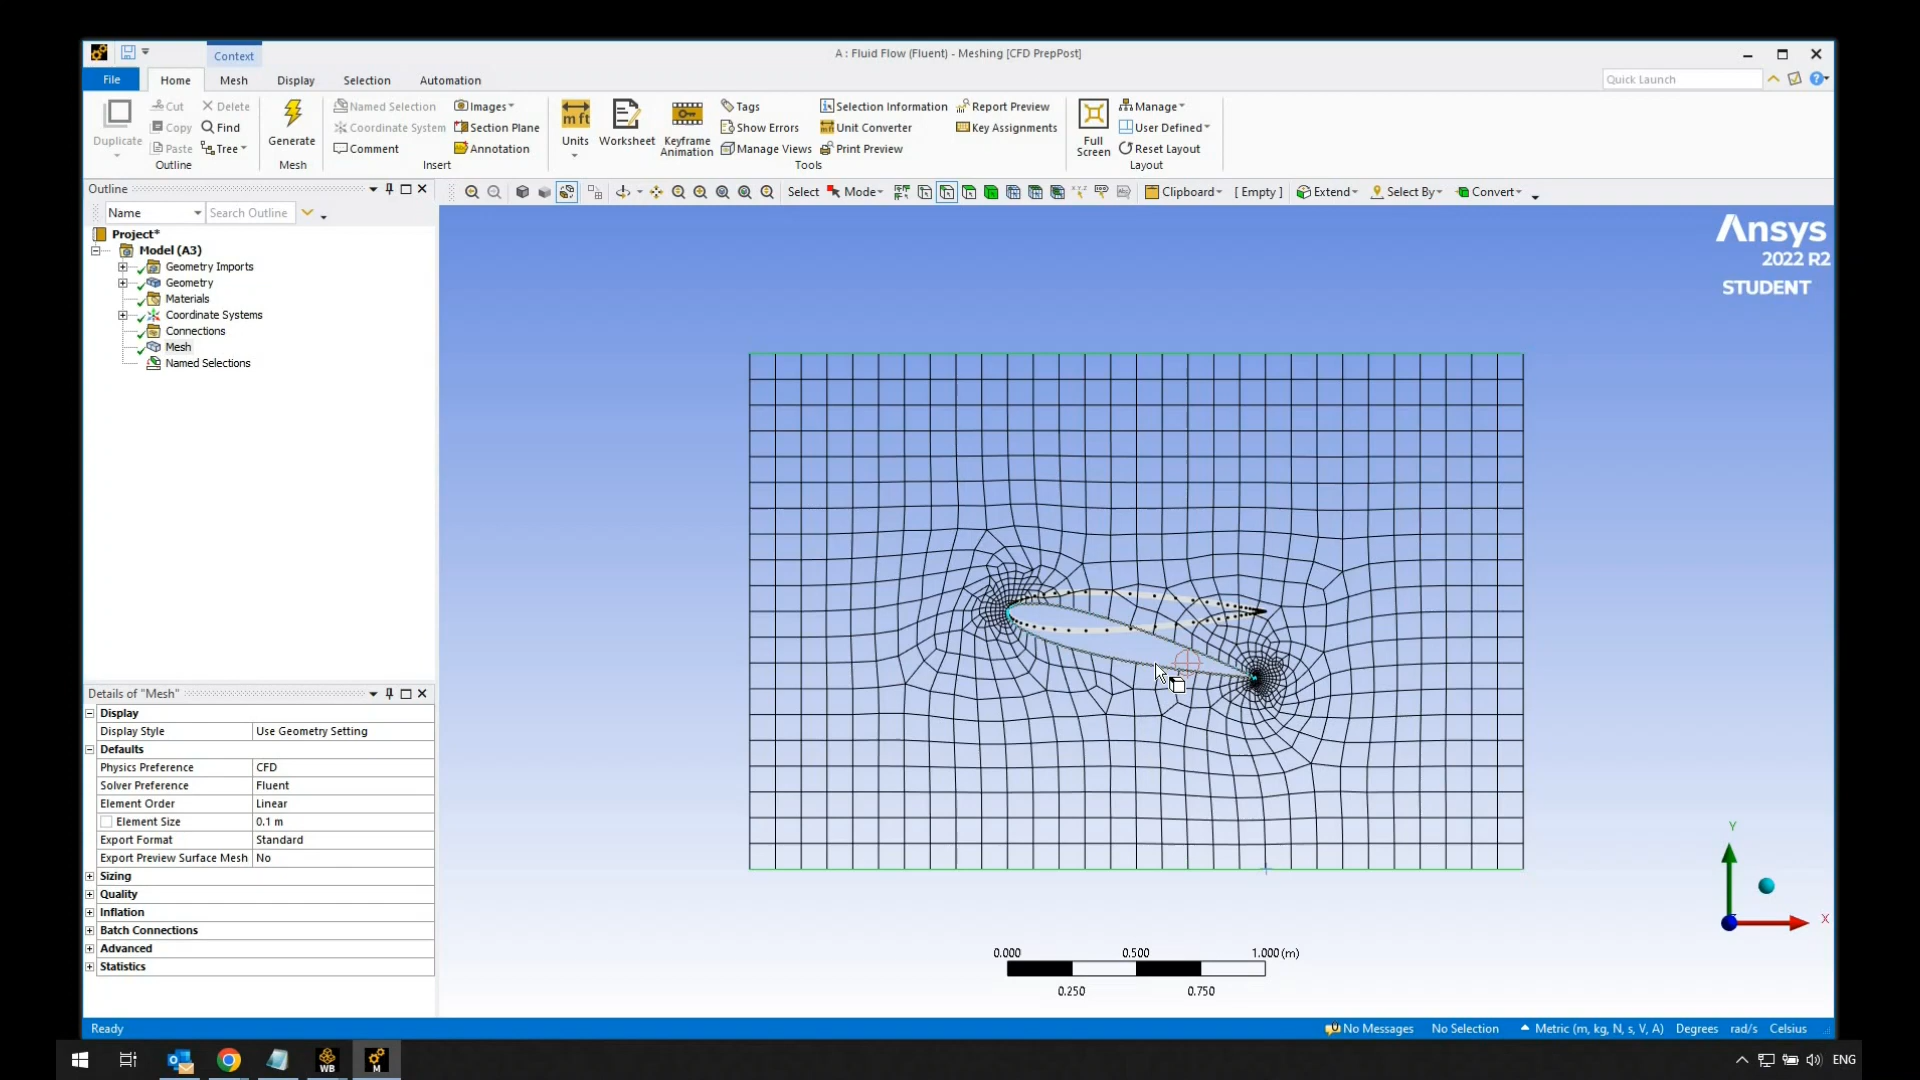 Context
A : Fluid Flow (Fluent) - Meshing [CFD PrepPost]
File Home Mesh Display Selection Automation
Quick Launch
Duplicate
Cut
Copy
Paste
Delete
Find
Tree
Outline
Generate
Mesh
Named Selection
Coordinate System
Comment
Images
Section Plane
Annotation
Insert
m ft
Units
Worksheet
Keyframe
Animation
Tags
Show Errors
Manage Views
Selection Information
Unit Converter
Print Preview
Report Preview
Key Assignments
Tools
Full
Screen
Manage
User Defined
Reset Layout
Layout
Outline
Select Mode Clipboard [ Empty ] Extend Select By Convert
Name Search Outline
Project*
Model (A3)
Geometry Imports
Geometry
Materials
Coordinate Systems
Connections
Mesh
Named Selections
Ansys
2022 R2
STUDENT
Details of "Mesh"
Display
Display Style Use Geometry Setting
Defaults
Physics Preference CFD
Solver Preference Fluent
Element Order Linear
Element Size 0.1 m
Export Format Standard
Export Preview Surface Mesh No
Sizing
Quality
Inflation
Batch Connections
Advanced
Statistics
Y
X
0.000 0.500 1.000 (m)
0.250 0.750
Ready
No Messages No Selection Metric (m, kg, N, s, V, A) Degrees rad/s Celsius
WB
M
ENG